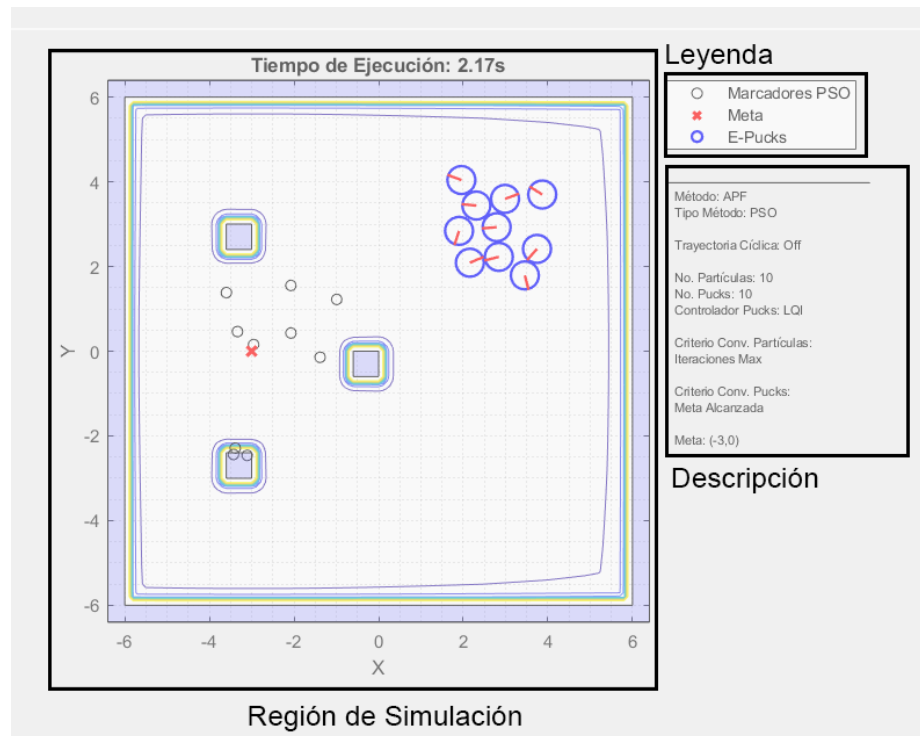 Tiempo de Ejecución: 2.17s
6
4
2
0
-2
-4
-6
Y
-6
-4
-2
0
2
4
6
X
Región de Simulación
Leyenda
Marcadores PSO
Meta
E-Pucks
Método: APF
Tipo Método: PSO
Trayectoria Cíclica: Off
No. Partículas: 10
No. Pucks: 10
Controlador Pucks: LQI
Criterio Conv. Partículas:
Iteraciones Max
Criterio Conv. Pucks:
Meta Alcanzada
Meta: (-3,0)
Descripción